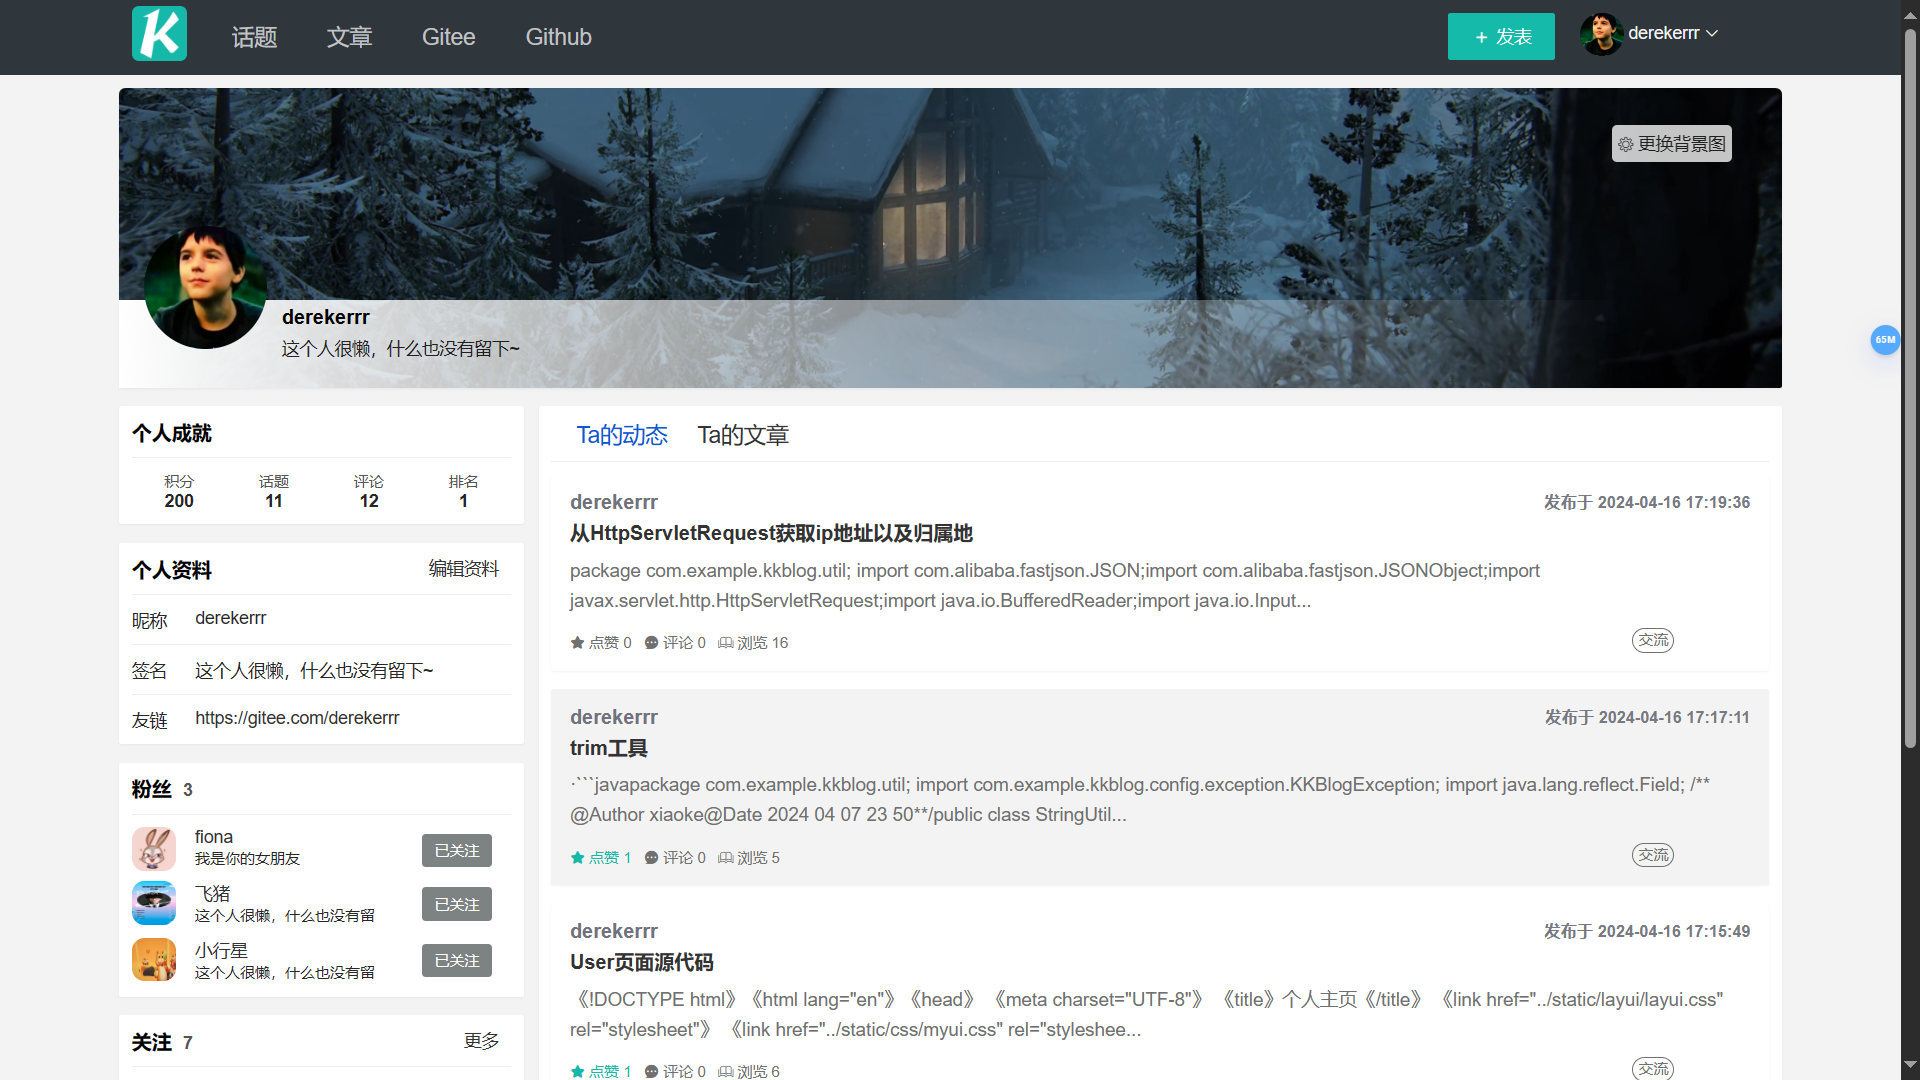 K
话题
文章
Gitee
Github
+ 发表
derekerrr
更换背景图
derekerrr
这个人很懒，什么也没有留下~
65M
个人成就
积分 话题 评论 排名
200 11 12 1
个人资料 编辑资料
昵称 derekerrr
签名 这个人很懒，什么也没有留下~
友链 https://gitee.com/derekerrr
粉丝 3
fiona
我是你的女朋友
已关注
飞猪
这个人很懒，什么也没有留
已关注
小行星
这个人很懒，什么也没有留
已关注
关注 7 更多
Ta的动态 Ta的文章
derekerrr 发布于 2024-04-16 17:19:36
从HttpServletRequest获取ip地址以及归属地
package com.example.kkblog.util; import com.alibaba.fastjson.JSON;import com.alibaba.fastjson.JSONObject;import
javax.servlet.http.HttpServletRequest;import java.io.BufferedReader;import java.io.Input...
点赞 0 评论 0 浏览 16 交流
derekerrr 发布于 2024-04-16 17:17:11
trim工具
·```javapackage com.example.kkblog.util; import com.example.kkblog.config.exception.KKBlogException; import java.lang.reflect.Field; /**
@Author xiaoke@Date 2024 04 07 23 50**/public class StringUtil...
点赞 1 评论 0 浏览 5 交流
derekerrr 发布于 2024-04-16 17:15:49
User页面源代码
《!DOCTYPE html》《html lang="en"》《head》 《meta charset="UTF-8"》 《title》个人主页《/title》 《link href="../static/layui/layui.css"
rel="stylesheet"》 《link href="../static/css/myui.css" rel="styleshee...
点赞 1 评论 0 浏览 6 交流